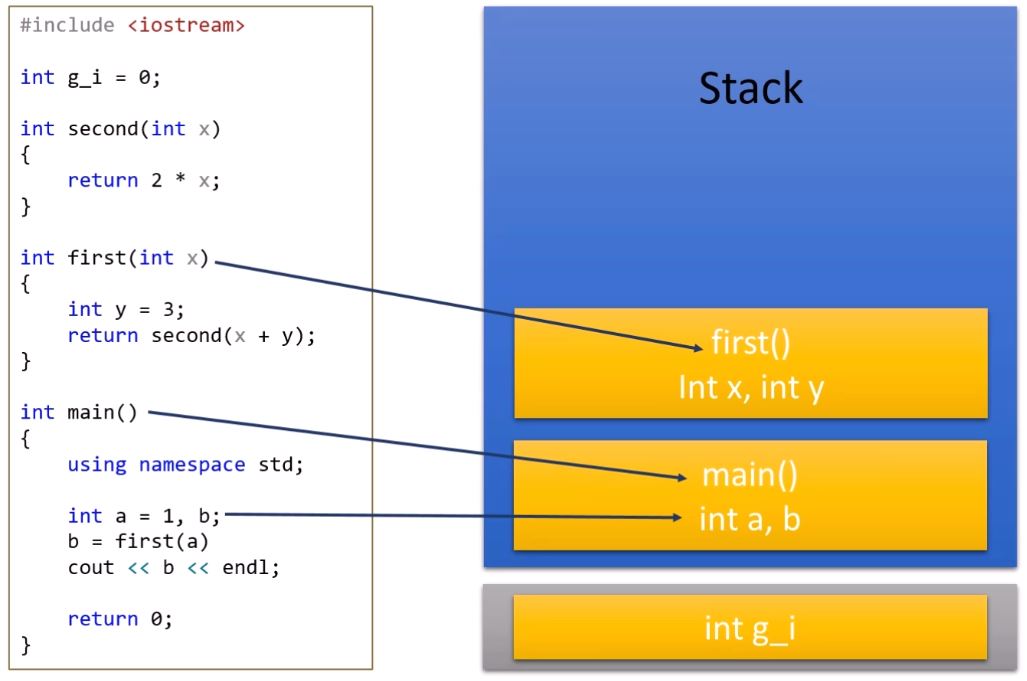 #include <iostream>
int g_i = 0;
int second(int x)
{
return 2 * x;
}
int first(int x)
{
int y = 3;
return second(x + y);
}
int main()
{
using namespace std;
int a = 1, b;
b = first(a)
cout << b << endl;
return 0;
}
Stack
first()
Int x, int y
main()
int a, b
int g_i